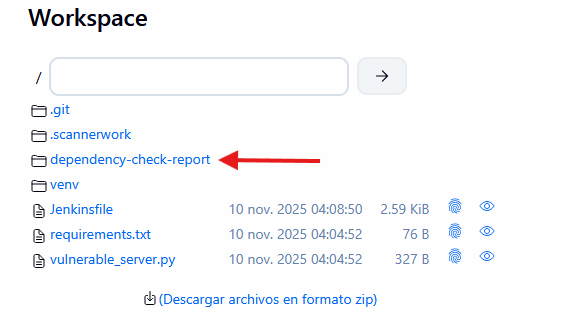 Workspace
/
.git
.scannerwork
dependency-check-report
venv
Jenkinsfile 10 nov. 2025 04:08:50 2.59 KiB
requirements.txt 10 nov. 2025 04:04:52 76 B
vulnerable_server.py 10 nov. 2025 04:04:52 327 B
(Descargar archivos en formato zip)